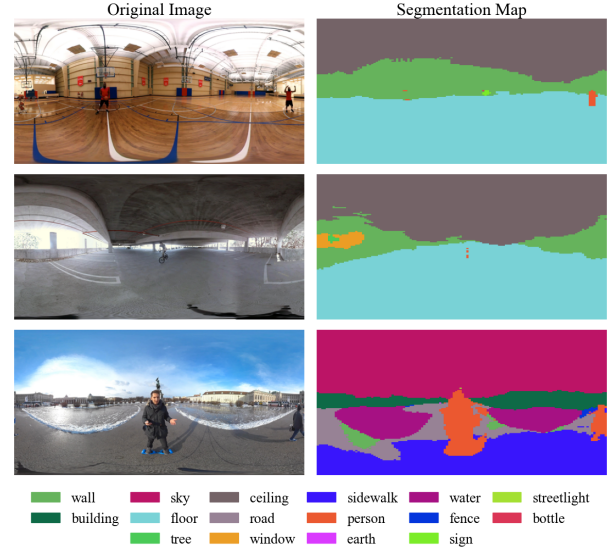 Original Image Segmentation Map
wall sky ceiling sidewalk water streetlight
building floor road person fence bottle
tree window earth sign